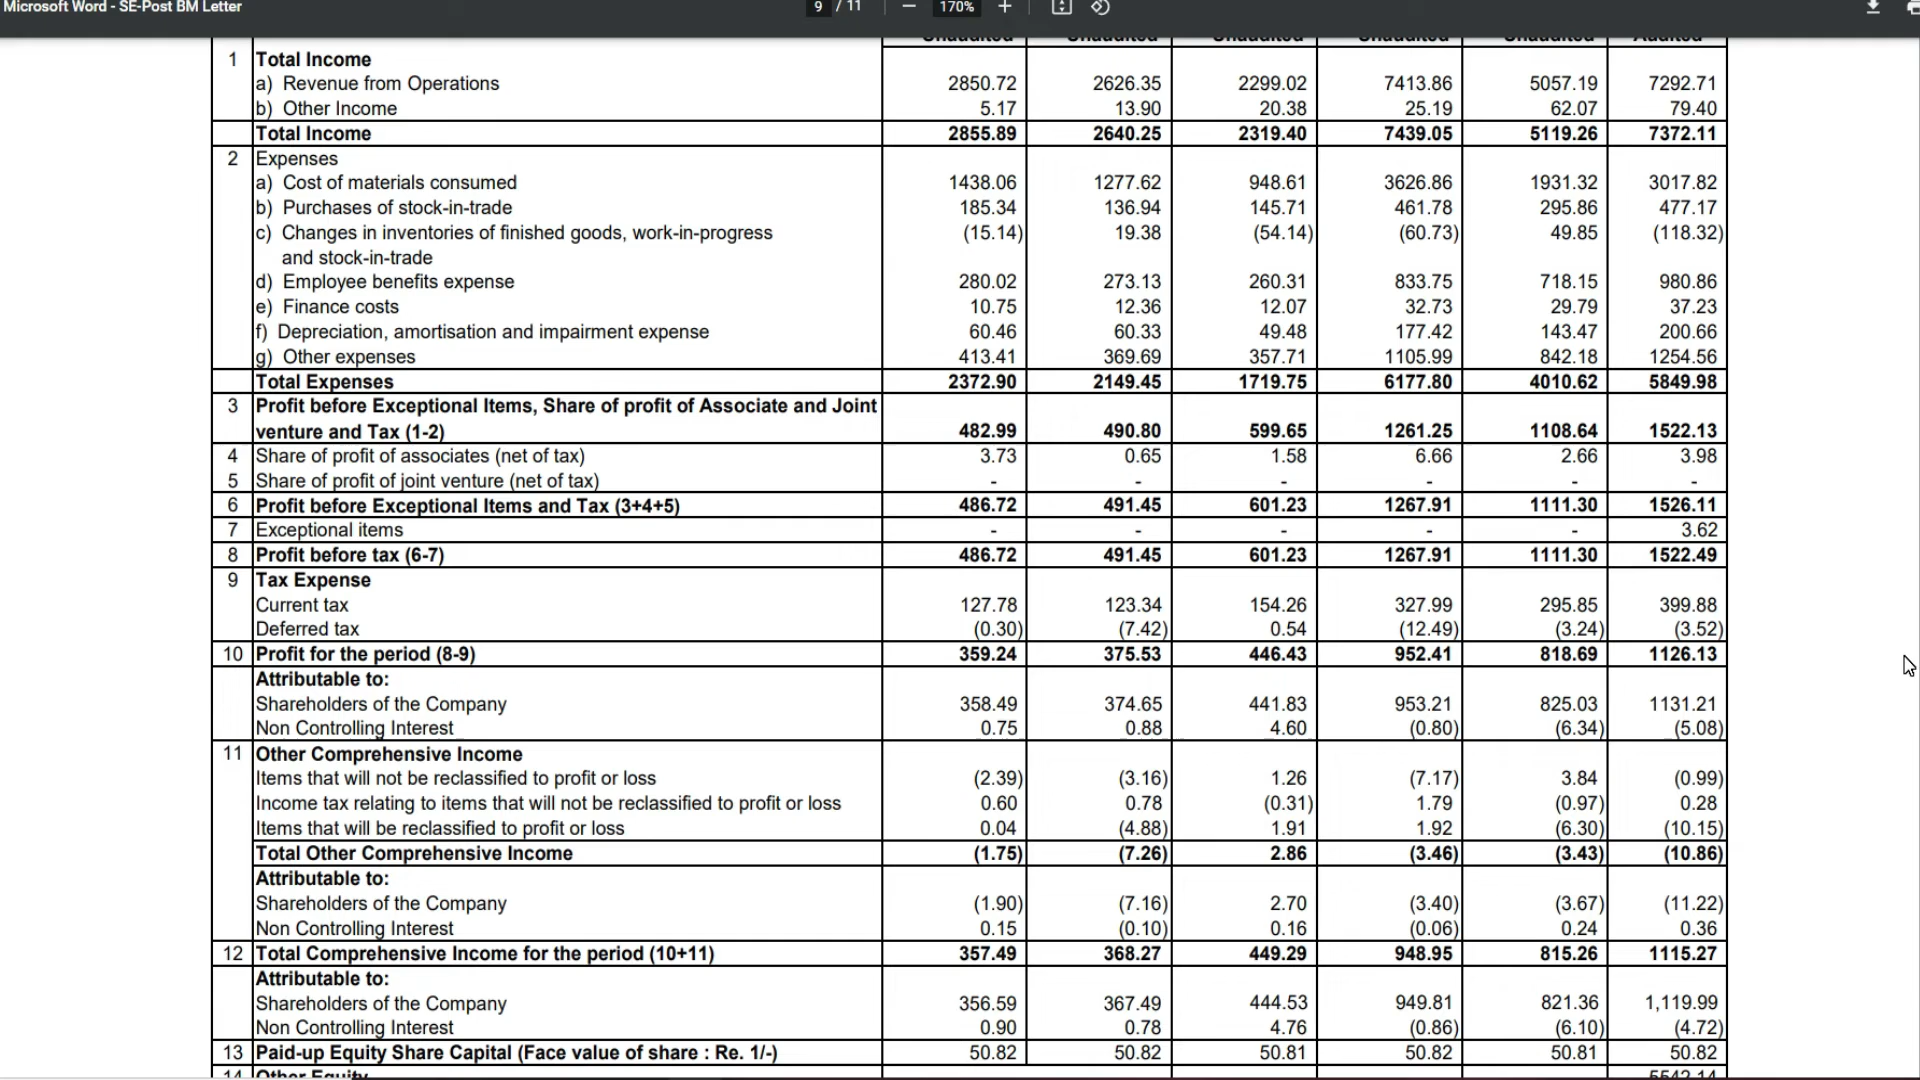 Microsoft Word - SE-Post BM Letter 9 / 11 170%
Unaudited Unaudited Unaudited Unaudited Unaudited Audited
1 Total Income
a) Revenue from Operations 2850.72 2626.35 2299.02 7413.86 5057.19 7292.71
b) Other Income 5.17 13.90 20.38 25.19 62.07 79.40
Total Income 2855.89 2640.25 2319.40 7439.05 5119.26 7372.11
2 Expenses
a) Cost of materials consumed 1438.06 1277.62 948.61 3626.86 1931.32 3017.82
b) Purchases of stock-in-trade 185.34 136.94 145.71 461.78 295.86 477.17
c) Changes in inventories of finished goods, work-in-progress (15.14) 19.38 (54.14) (60.73) 49.85 (118.32)
and stock-in-trade
d) Employee benefits expense 280.02 273.13 260.31 833.75 718.15 980.86
e) Finance costs 10.75 12.36 12.07 32.73 29.79 37.23
f) Depreciation, amortisation and impairment expense 60.46 60.33 49.48 177.42 143.47 200.66
g) Other expenses 413.41 369.69 357.71 1105.99 842.18 1254.56
Total Expenses 2372.90 2149.45 1719.75 6177.80 4010.62 5849.98
3 Profit before Exceptional Items, Share of profit of Associate and Joint
venture and Tax (1-2) 482.99 490.80 599.65 1261.25 1108.64 1522.13
4 Share of profit of associates (net of tax) 3.73 0.65 1.58 6.66 2.66 3.98
5 Share of profit of joint venture (net of tax) - - - - - -
6 Profit before Exceptional Items and Tax (3+4+5) 486.72 491.45 601.23 1267.91 1111.30 1526.11
7 Exceptional items - - - - - 3.62
8 Profit before tax (6-7) 486.72 491.45 601.23 1267.91 1111.30 1522.49
9 Tax Expense
Current tax 127.78 123.34 154.26 327.99 295.85 399.88
Deferred tax (0.30) (7.42) 0.54 (12.49) (3.24) (3.52)
10 Profit for the period (8-9) 359.24 375.53 446.43 952.41 818.69 1126.13
Attributable to:
Shareholders of the Company 358.49 374.65 441.83 953.21 825.03 1131.21
Non Controlling Interest 0.75 0.88 4.60 (0.80) (6.34) (5.08)
11 Other Comprehensive Income
Items that will not be reclassified to profit or loss (2.39) (3.16) 1.26 (7.17) 3.84 (0.99)
Income tax relating to items that will not be reclassified to profit or loss 0.60 0.78 (0.31) 1.79 (0.97) 0.28
Items that will be reclassified to profit or loss 0.04 (4.88) 1.91 1.92 (6.30) (10.15)
Total Other Comprehensive Income (1.75) (7.26) 2.86 (3.46) (3.43) (10.86)
Attributable to:
Shareholders of the Company (1.90) (7.16) 2.70 (3.40) (3.67) (11.22)
Non Controlling Interest 0.15 (0.10) 0.16 (0.06) 0.24 0.36
12 Total Comprehensive Income for the period (10+11) 357.49 368.27 449.29 948.95 815.26 1115.27
Attributable to:
Shareholders of the Company 356.59 367.49 444.53 949.81 821.36 1,119.99
Non Controlling Interest 0.90 0.78 4.76 (0.86) (6.10) (4.72)
13 Paid-up Equity Share Capital (Face value of share : Re. 1/-) 50.82 50.82 50.81 50.82 50.81 50.82
14 Other Equity 5542.14